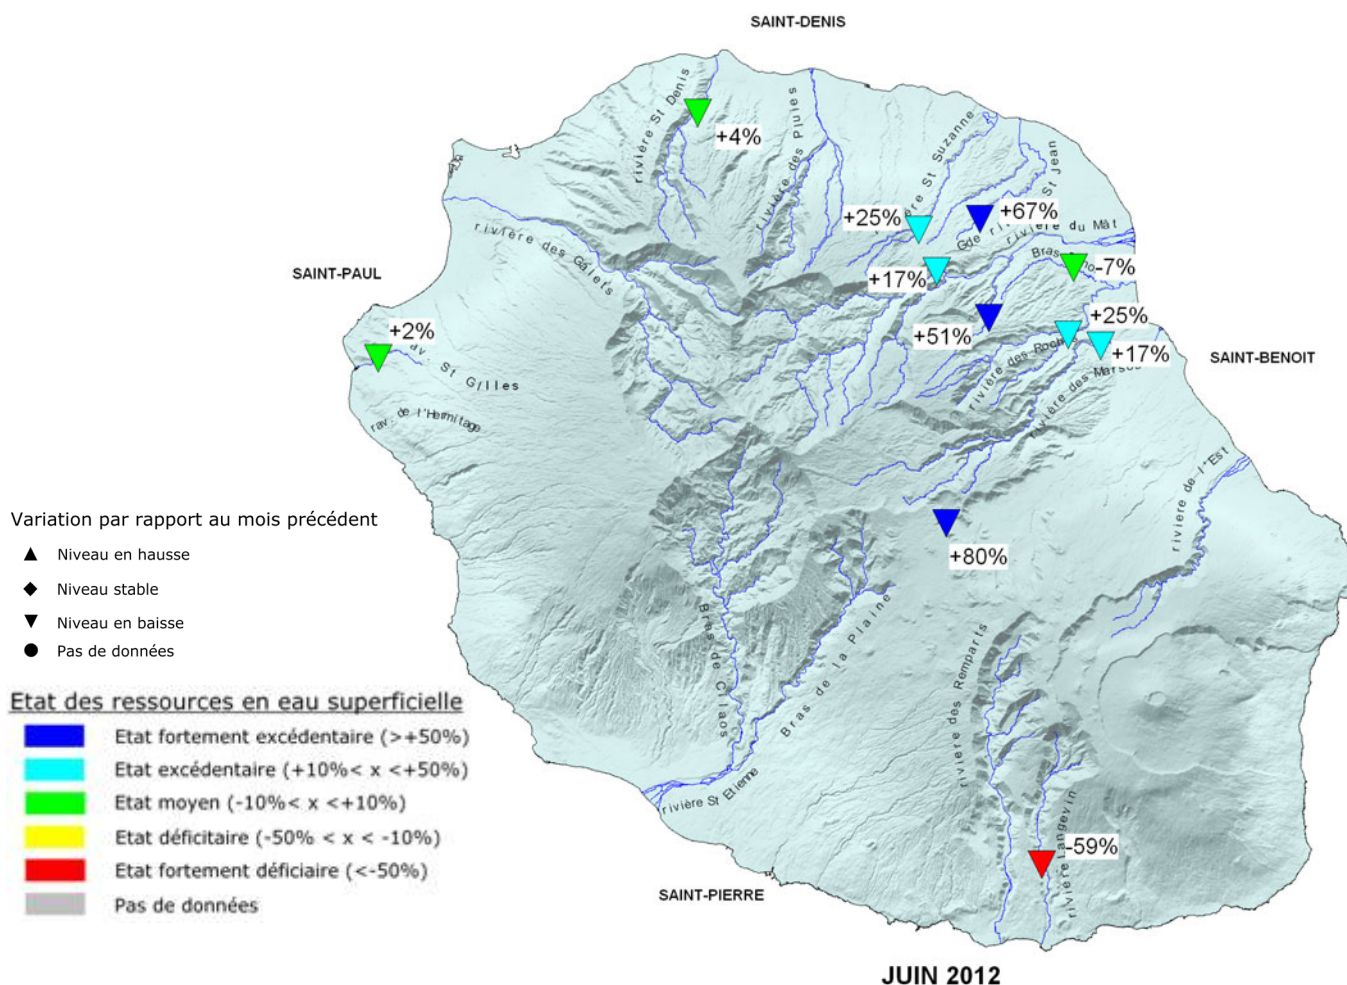 SAINT-DENIS
rivière St Denis
+4%
rivière des Pluies
St Suzanne
St Jean
+25%
+67%
Gde
rivière du Mât
rivière des Galets
SAINT-PAUL
+17%
Bras
-7%
+2%
+51%
+25%
+17%
SAINT-BENOIT
rav. St Gilles
rivière des Roches
rivière des
rav. de l'Hermitage
rivière de l'Est
Variation par rapport au mois précédent
Niveau en hausse
Niveau stable
Niveau en baisse
Pas de données
+80%
Bras de Cilaos
Bras de la Plaine
rivière des Remparts
Etat des ressources en eau superficielle
Etat fortement excédentaire (>+50%)
Etat excédentaire (+10%< x <+50%)
Etat moyen (-10%< x <+10%)
Etat déficitaire (-50% < x < -10%)
Etat fortement déficiaire (<-50%)
Pas de données
rivière St Etienne
rivière Langevin
-59%
SAINT-PIERRE
JUIN 2012